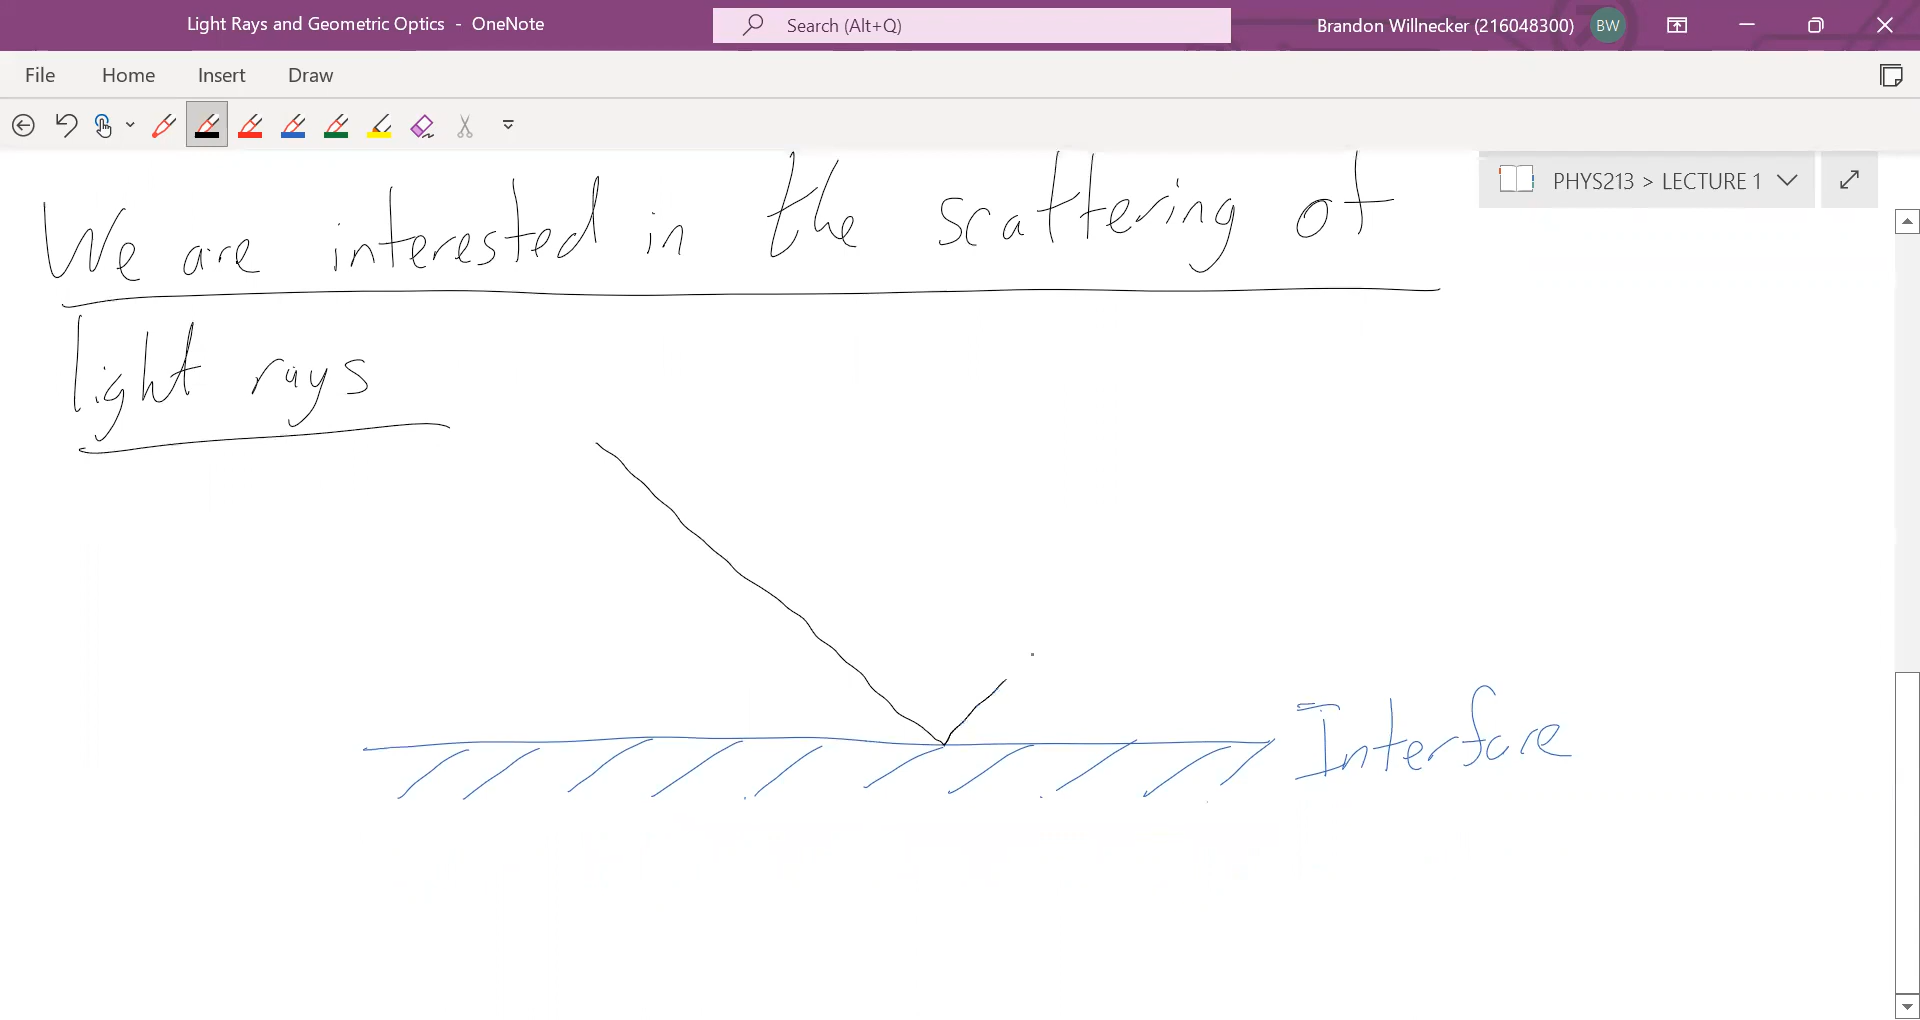 Light Rays and Geometric Optics - OneNote
Search (Alt+Q)
Brandon Willnecker (216048300)
BW
File
Home
Insert
Draw
PHYS213 > LECTURE 1
We are interested in the scattering of
light rays
Interface